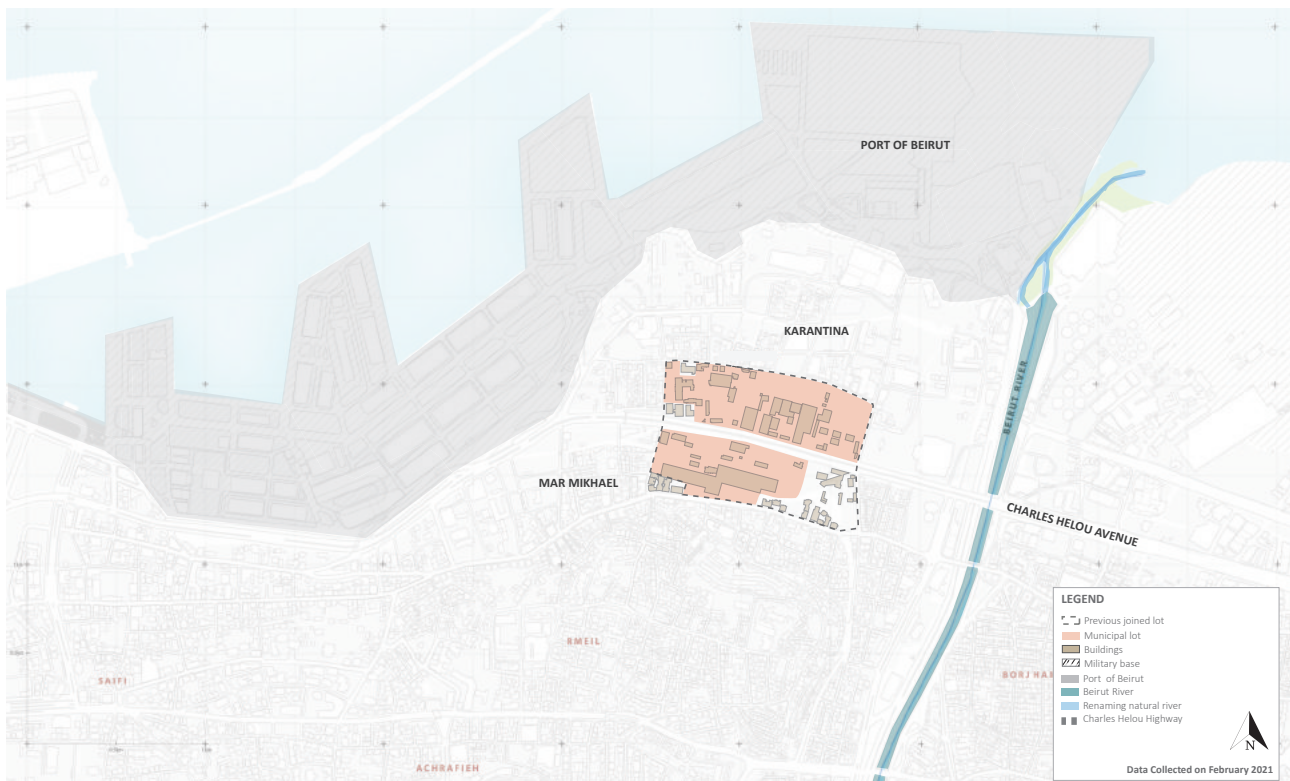 PORT OF BEIRUT
KARANTINA
BEIRUT RIVER
MAR MIKHAEL
CHARLES HELOU AVENUE
RMEIL
SAIFI
BORJ HA
ACHRAFIEH
LEGEND
Previous joined lot
Municipal lot
Buildings
Military base
Port of Beirut
Beirut River
Renaming natural river
Charles Helou Highway
N
Data Collected on February 2021